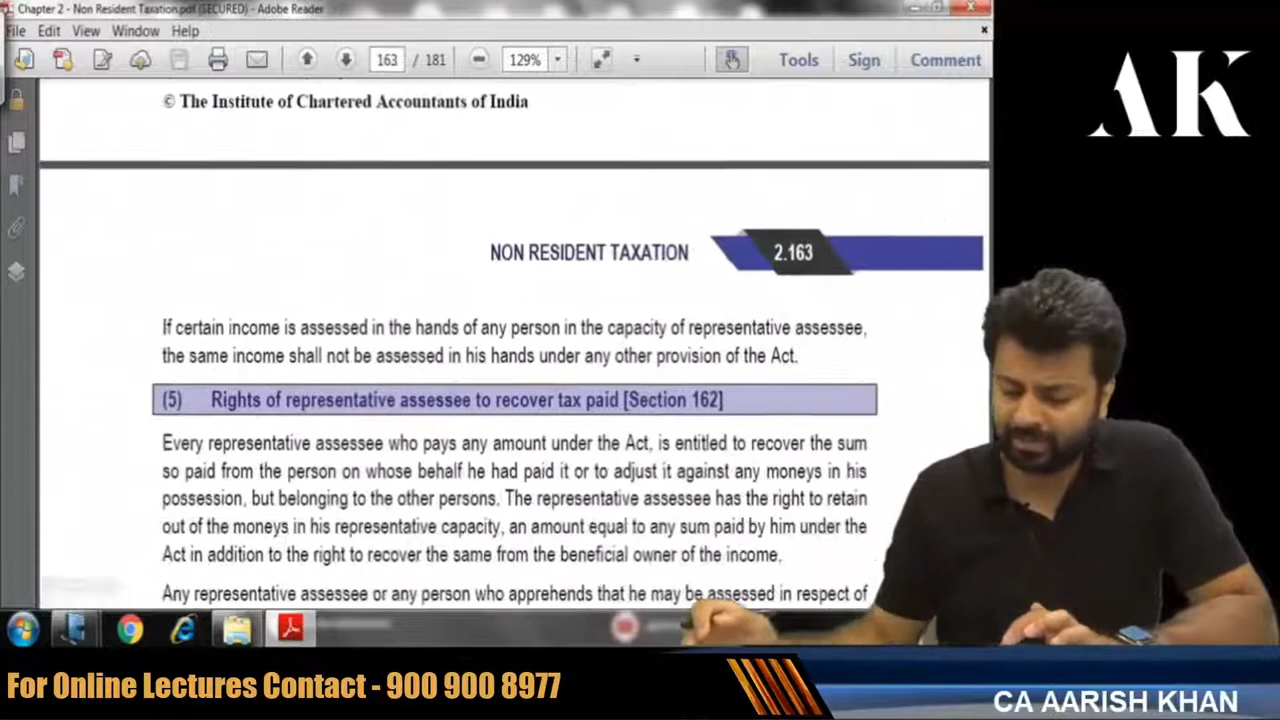 Chapter 2 - Non Resident Taxation.pdf (SECURED) - Adobe Reader
File Edit View Window Help
163 / 181 129% Tools Sign Comment
AK
© The Institute of Chartered Accountants of India
NON RESIDENT TAXATION 2.163
If certain income is assessed in the hands of any person in the capacity of representative assessee,
the same income shall not be assessed in his hands under any other provision of the Act.
(5) Rights of representative assessee to recover tax paid [Section 162]
Every representative assessee who pays any amount under the Act, is entitled to recover the sum
so paid from the person on whose behalf he had paid it or to adjust it against any moneys in his
possession, but belonging to the other persons. The representative assessee has the right to retain
out of the moneys in his representative capacity, an amount equal to any sum paid by him under the
Act in addition to the right to recover the same from the beneficial owner of the income.
Any representative assessee or any person who apprehends that he may be assessed in respect of
For Online Lectures Contact - 900 900 8977
CA AARISH KHAN